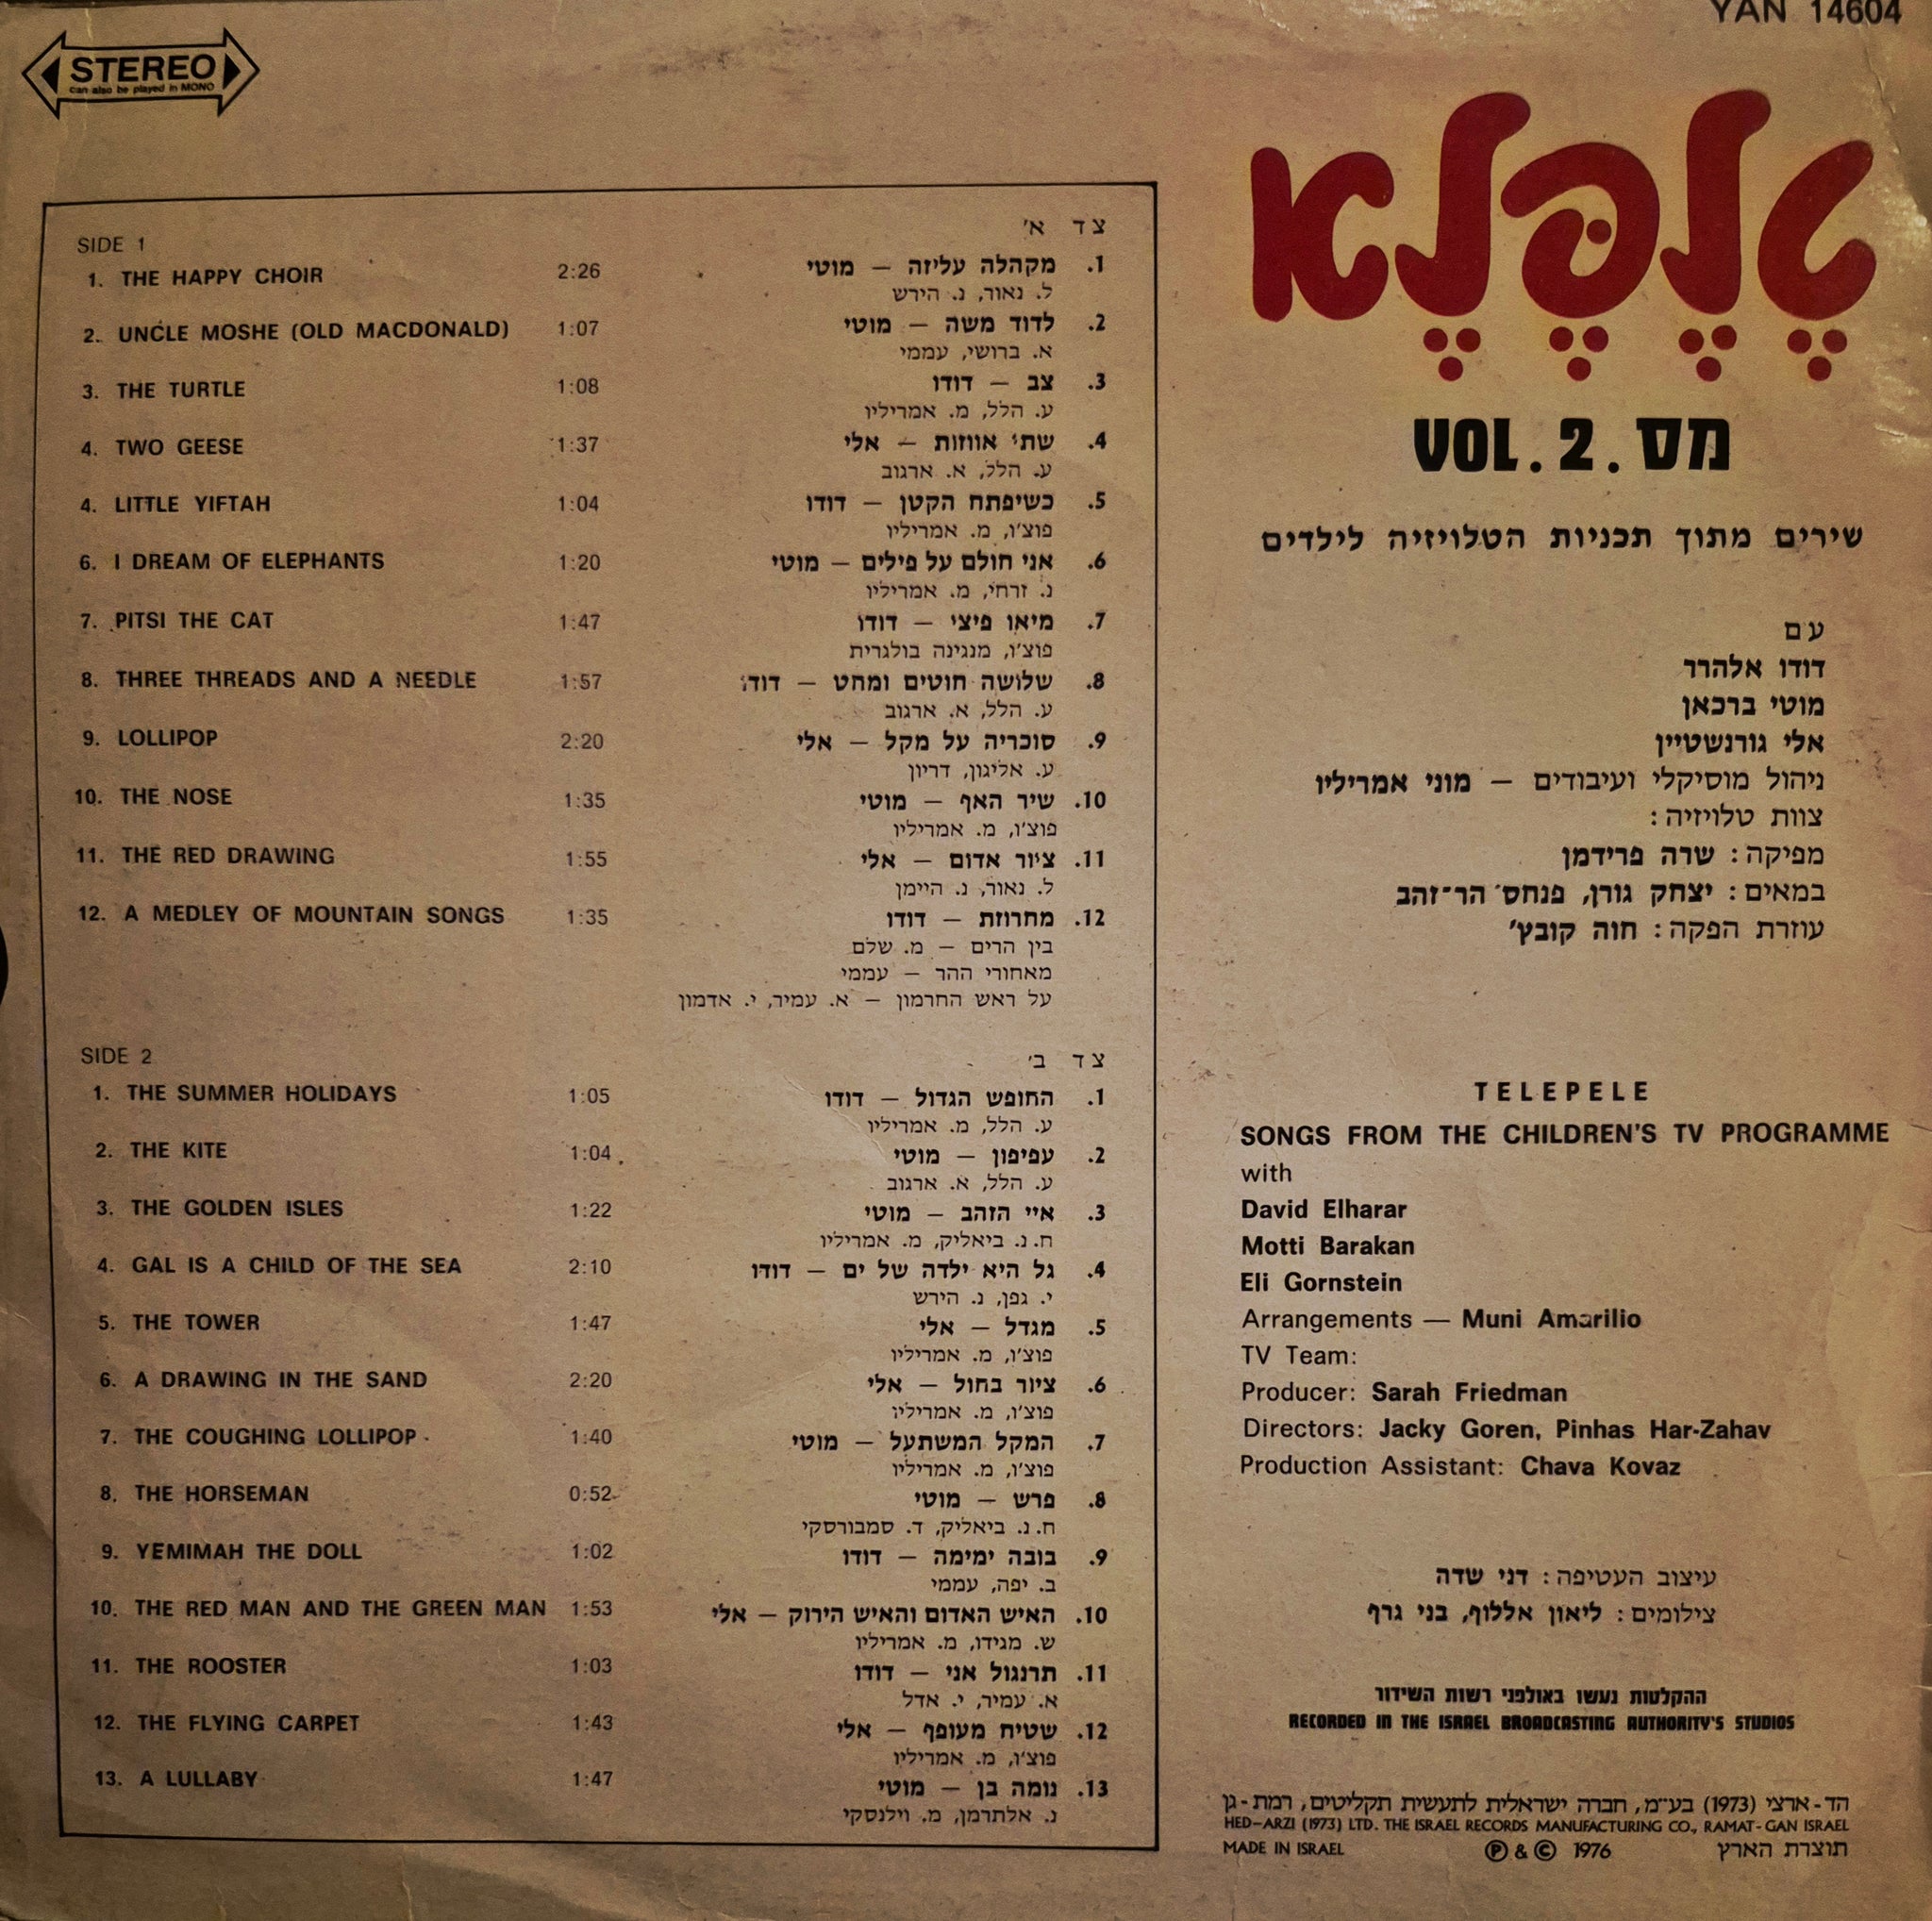 YAN 14604
STEREO
can also be played in MONO
טלפלא
VOL. 2. מס
שירים מתוך תכניות הטלויזיה לילדים
עם
דודו אלהרר
מוטי ברכאן
אלי גורנשטיין
ניהול מוסיקלי ועיבודים – מוני אמריליו
צוות טלויזיה:
מפיקה: שרה פרידמן
במאים: יצחק גורן, פנחס הר־זהב
עוזרת הפקה: חוה קובץ'
SIDE 1 צד א'
1. THE HAPPY CHOIR 2:26 1. מקהלה עליזה – מוטי
ל. נאור, נ. הירש
2. UNCLE MOSHE (OLD MACDONALD) 1:07 2. לדוד משה – מוטי
א. ברושי, עממי
3. THE TURTLE 1:08 3. צב – דודו
ע. הלל, מ. אמריליו
4. TWO GEESE 1:37 4. שתי אווזות – אלי
ע. הלל, א. ארגוב
4. LITTLE YIFTAH 1:04 5. כשיפתח הקטן – דודו
פוצ'ו, מ. אמריליו
6. I DREAM OF ELEPHANTS 1:20 6. אני חולם על פילים – מוטי
נ. זרחי, מ. אמריליו
7. PITSI THE CAT 1:47 7. מיאו פיצי – דודו
פוצ'ו, מנגינה בולגרית
8. THREE THREADS AND A NEEDLE 1:57 8. שלושה חוטים ומחט – דודו
ע. הלל, א. ארגוב
9. LOLLIPOP 2:20 9. סוכריה על מקל – אלי
ע. אליגון, דריון
10. THE NOSE 1:35 10. שיר האף – מוטי
פוצ'ו, מ. אמריליו
11. THE RED DRAWING 1:55 11. ציור אדום – אלי
ל. נאור, נ. היימן
12. A MEDLEY OF MOUNTAIN SONGS 1:35 12. מחרוזת – דודו
בין הרים – מ. שלם
מאחורי ההר – עממי
על ראש החרמון – א. עמיר, י. אדמון
SIDE 2 צד ב'
1. THE SUMMER HOLIDAYS 1:05 1. החופש הגדול – דודו
ע. הלל, מ. אמריליו
2. THE KITE 1:04 2. עפיפון – מוטי
ע. הלל, א. ארגוב
3. THE GOLDEN ISLES 1:22 3. איי הזהב – מוטי
ח. נ. ביאליק, מ. אמריליו
4. GAL IS A CHILD OF THE SEA 2:10 4. גל היא ילדה של ים – דודו
י. גפן, נ. הירש
5. THE TOWER 1:47 5. מגדל – אלי
פוצ'ו, מ. אמריליו
6. A DRAWING IN THE SAND 2:20 6. ציור בחול – אלי
פוצ'ו, מ. אמריליו
7. THE COUGHING LOLLIPOP 1:40 7. המקל המשתעל – מוטי
פוצ'ו, מ. אמריליו
8. THE HORSEMAN 0:52 8. פרש – מוטי
ח. נ. ביאליק, ד. סמבורסקי
9. YEMIMAH THE DOLL 1:02 9. בובה ימימה – דודו
ב. יפה, עממי
10. THE RED MAN AND THE GREEN MAN 1:53 10. האיש האדום והאיש הירוק – אלי
ש. מגידו, מ. אמריליו
11. THE ROOSTER 1:03 11. תרנגול אני – דודו
א. עמיר, י. אדל
12. THE FLYING CARPET 1:43 12. שטיח מעופף – אלי
פוצ'ו, מ. אמריליו
13. A LULLABY 1:47 13. נומה בן – מוטי
נ. אלתרמן, מ. וילנסקי
TELEPELE
SONGS FROM THE CHILDREN'S TV PROGRAMME
with
David Elharar
Motti Barakan
Eli Gornstein
Arrangements — Muni Amarilio
TV Team:
Producer: Sarah Friedman
Directors: Jacky Goren, Pinhas Har-Zahav
Production Assistant: Chava Kovaz
עיצוב העטיפה: דני שדה
צילומים: ליאון אללוף, בני גרף
ההקלטות נעשו באולפני רשות השידור
RECORDED IN THE ISRAEL BROADCASTING AUTHORITY'S STUDIOS
הד-ארצי (1973) בע״מ, חברה ישראלית לתעשית תקליטים, רמת-גן
HED-ARZI (1973) LTD. THE ISRAEL RECORDS MANUFACTURING CO., RAMAT-GAN ISRAEL
MADE IN ISRAEL Ⓟ & © 1976 תוצרת הארץ